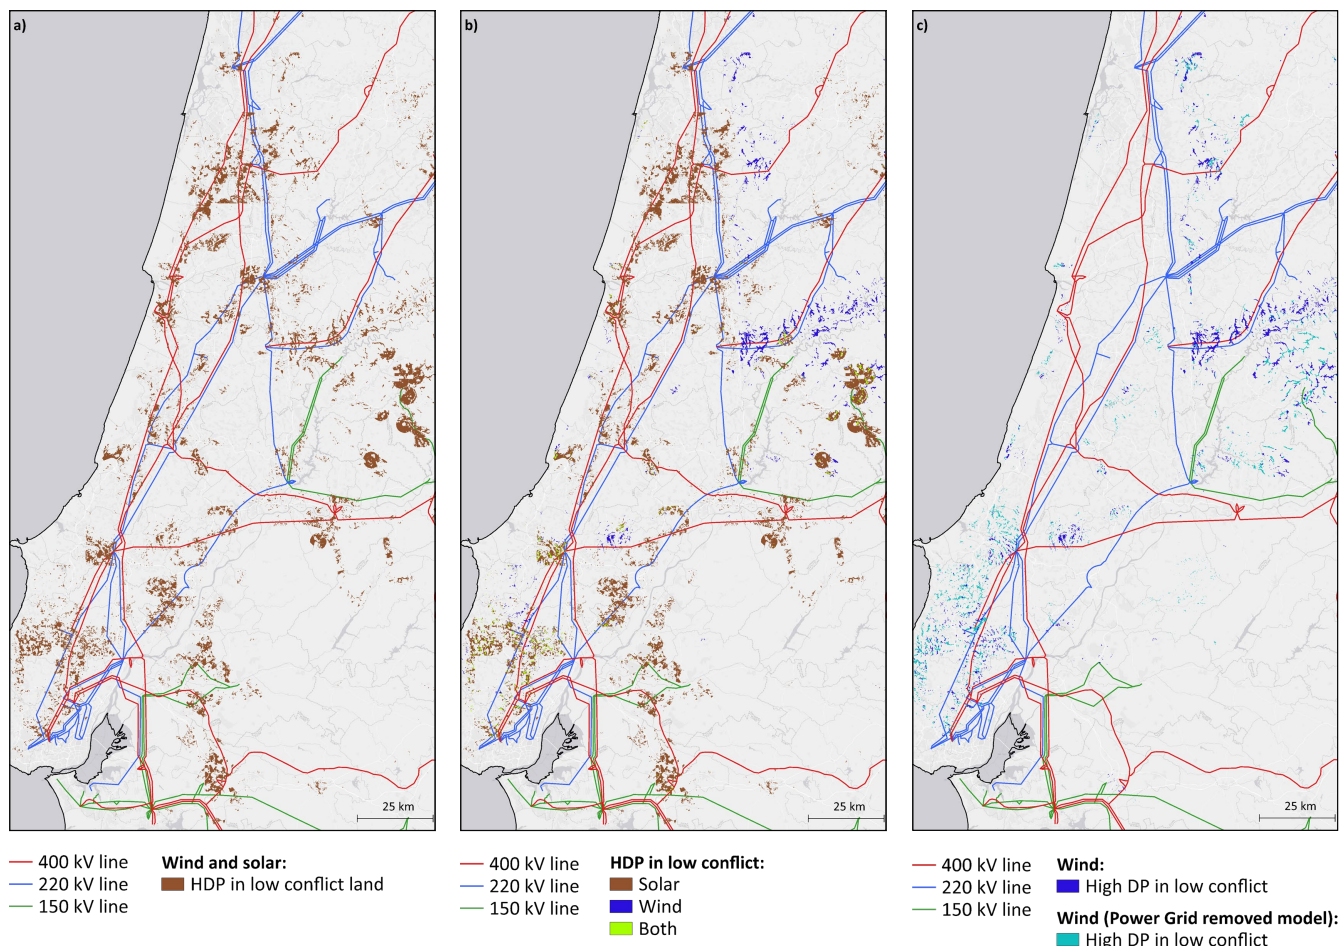 a)
25 km
400 kV line
220 kV line
150 kV line
Wind and solar:
HDP in low conflict land
b)
25 km
400 kV line
220 kV line
150 kV line
HDP in low conflict:
Solar
Wind
Both
c)
25 km
400 kV line
220 kV line
150 kV line
Wind:
High DP in low conflict
Wind (Power Grid removed model):
High DP in low conflict